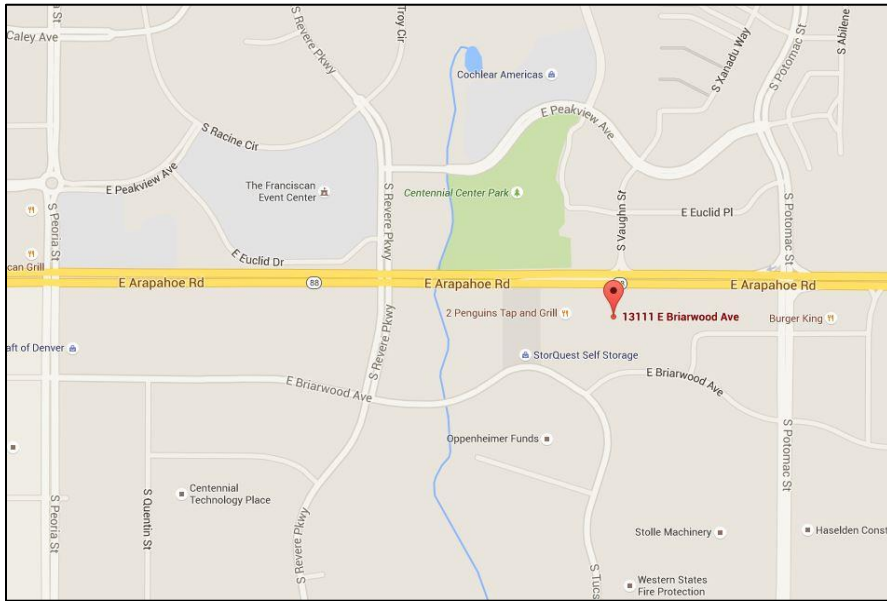 Caley Ave
S Peoria St
S Revere Pkwy
Troy Cir
Cochlear Americas
S Xanadu Way
S Potomac St
S Abilene
S Racine Cir
E Peakview Ave
E Peakview Ave
The Franciscan
Event Center
S Revere Pkwy
Centennial Center Park
S Vaughn St
E Euclid Pl
S Potomac St
can Grill
E Euclid Dr
E Arapahoe Rd
88
E Arapahoe Rd
E Arapahoe Rd
2 Penguins Tap and Grill
13111 E Briarwood Ave
Burger King
aft of Denver
S Revere Pkwy
StorQuest Self Storage
E Briarwood Ave
E Briarwood Ave
Oppenheimer Funds
S Potomac St
Centennial
Technology Place
S Quentin St
S Peoria St
S Revere Pkwy
Stolle Machinery
Haselden Const
S Tucs
Western States
Fire Protection